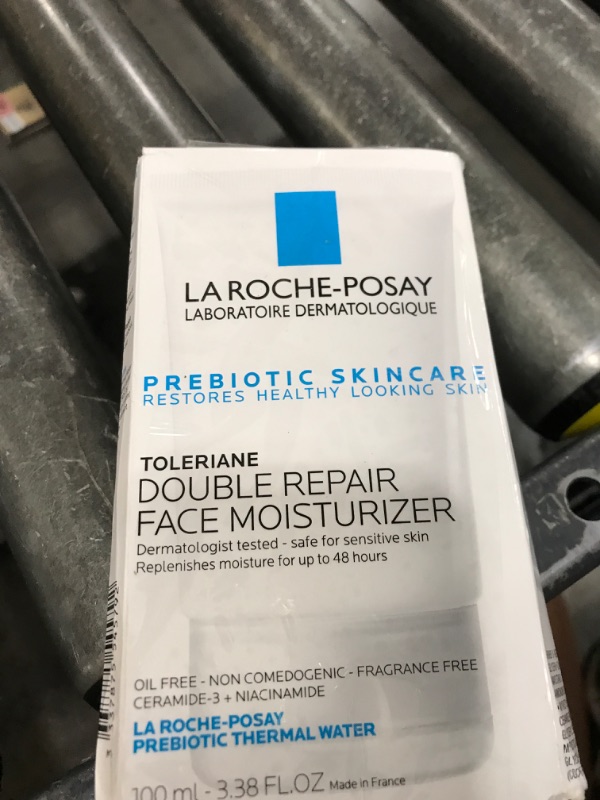 LA ROCHE-POSAY
LABORATOIRE DERMATOLOGIQUE
PREBIOTIC SKINCARE
RESTORES HEALTHY LOOKING SKIN
TOLERIANE
DOUBLE REPAIR
FACE MOISTURIZER
Dermatologist tested - safe for sensitive skin
Replenishes moisture for up to 48 hours
OIL FREE - NON COMEDOGENIC - FRAGRANCE FREE
CERAMIDE-3 + NIACINAMIDE
LA ROCHE-POSAY
PREBIOTIC THERMAL WATER
100 ml - 3.38 FL.OZ Made in France